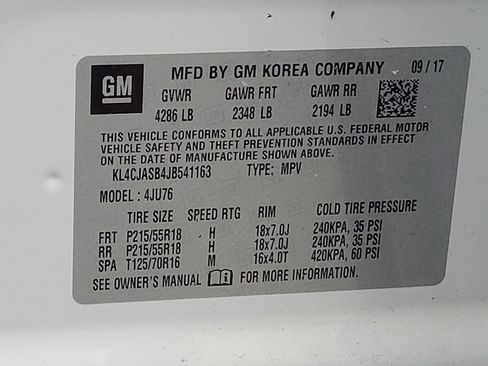 GM
MFD BY GM KOREA COMPANY 09 / 17
GVWR GAWR FRT GAWR RR
4286 LB 2348 LB 2194 LB
THIS VEHICLE CONFORMS TO ALL APPLICABLE U.S. FEDERAL MOTOR
VEHICLE SAFETY AND THEFT PREVENTION STANDARDS IN EFFECT
ON THE DATE OF MANUFACTURE SHOWN ABOVE.
KL4CJASB4JB541163 TYPE: MPV
MODEL : 4JU76
TIRE SIZE SPEED RTG RIM COLD TIRE PRESSURE
FRT P215/55R18 H 18x7.0J 240KPA, 35 PSI
RR P215/55R18 H 18x7.0J 240KPA, 35 PSI
SPA T125/70R16 M 16x4.0T 420KPA, 60 PSI
SEE OWNER'S MANUAL FOR MORE INFORMATION.